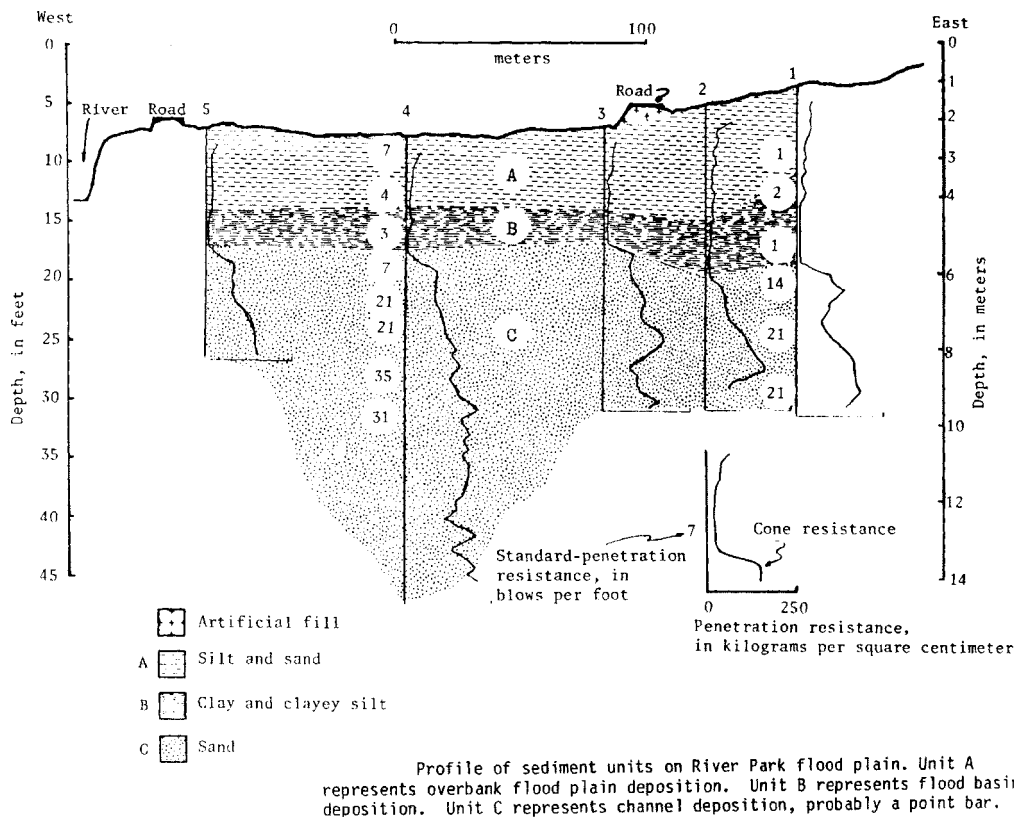 West
East
0
100
meters
0
5
10
15
20
25
30
35
40
45
Depth, in feet
0
1
2
3
4
6
8
10
12
14
Depth, in meters
River
Road
5
4
3
Road
2
1
7
4
3
7
21
21
35
31
A
B
C
1
2
1
14
21
21
Standard-penetration
resistance, in
blows per foot
7
Cone resistance
0
250
Penetration resistance,
in kilograms per square centimeter
Artificial fill
A Silt and sand
B Clay and clayey silt
C Sand
Profile of sediment units on River Park flood plain. Unit A
represents overbank flood plain deposition. Unit B represents flood basin
deposition. Unit C represents channel deposition, probably a point bar.